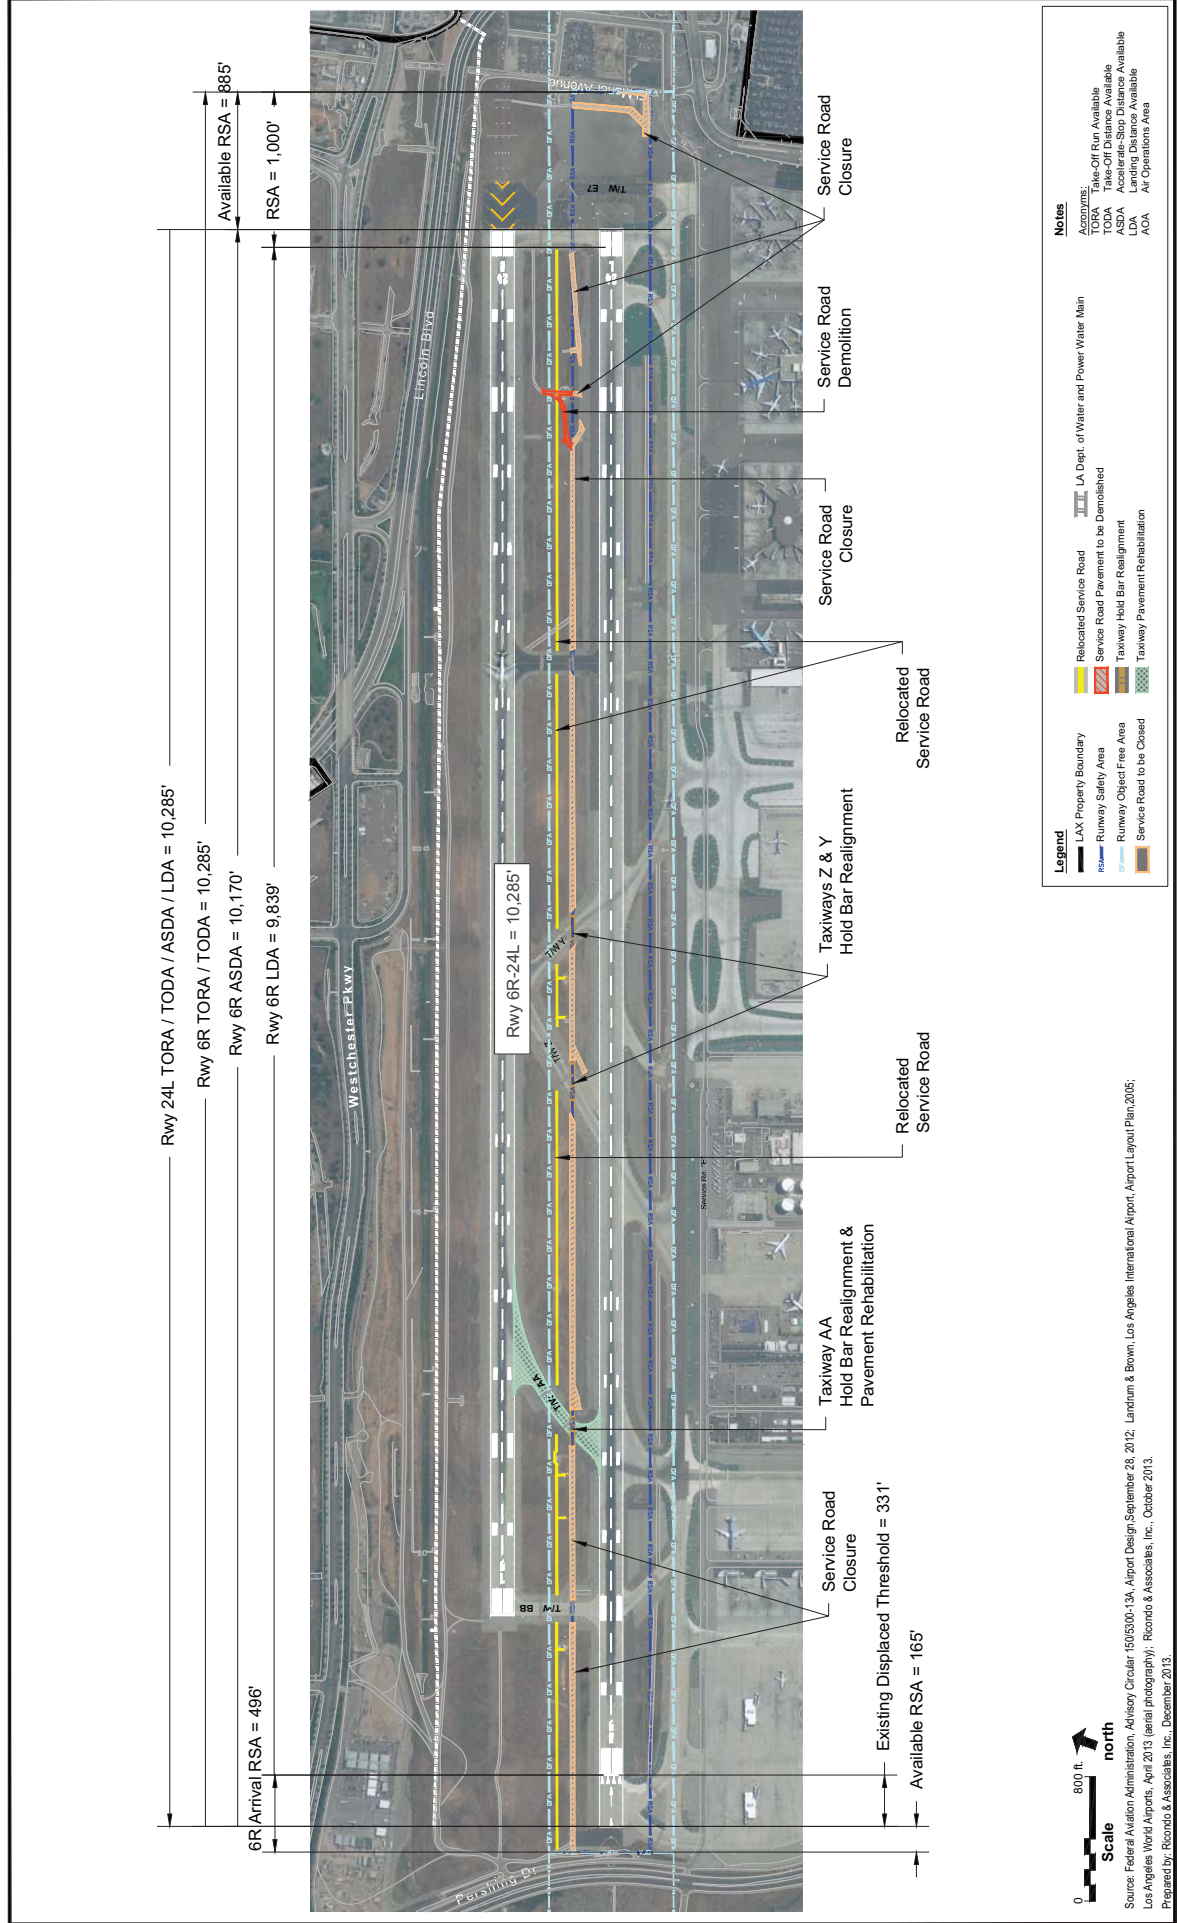 Rwy 24L TORA / TODA / ASDA / LDA = 10,285'
Rwy 6R TORA / TODA = 10,285'
Rwy 6R ASDA = 10,170'
Rwy 6R LDA = 9,839'
6R Arrival RSA = 496'
Available RSA = 885'
RSA = 1,000'
Lincoln Blvd
Westchester Pkwy
Pershing Dr
Rwy 6R-24L = 10,285'
T/W E7
T/W Y
T/W AA
T/W BB
OFA
RSA
Existing Displaced Threshold = 331'
Available RSA = 165'
Service Road
Closure
Taxiway AA
Hold Bar Realignment &
Pavement Rehabilitation
Relocated
Service Road
Taxiways Z & Y
Hold Bar Realignment
Relocated
Service Road
Service Road
Closure
Service Road
Demolition
Service Road
Closure
0
800 ft.
Scale
north
Legend
LAX Property Boundary
RSA
Runway Safety Area
OFA
Runway Object Free Area
Service Road to be Closed
Relocated Service Road
Service Road Pavement to be Demolished
Taxiway Hold Bar Realignment
Taxiway Pavement Rehabilitation
LA Dept. of Water and Power Water Main
Notes
Acronyms:
TORA Take-Off Run Available
TODA Take-Off Distance Available
ASDA Accelerate-Stop Distance Available
LDA Landing Distance Available
AOA Air Operations Area
Source: Federal Aviation Administration, Advisory Circular 150/5300-13A, Airport Design,September 28, 2012; Landrum & Brown, Los Angeles International Airport, Airport Layout Plan,2005;
Los Angeles World Airports, April 2013 (aerial photography); Ricondo & Associates, Inc., October 2013.
Prepared by: Ricondo & Associates, Inc., December 2013.